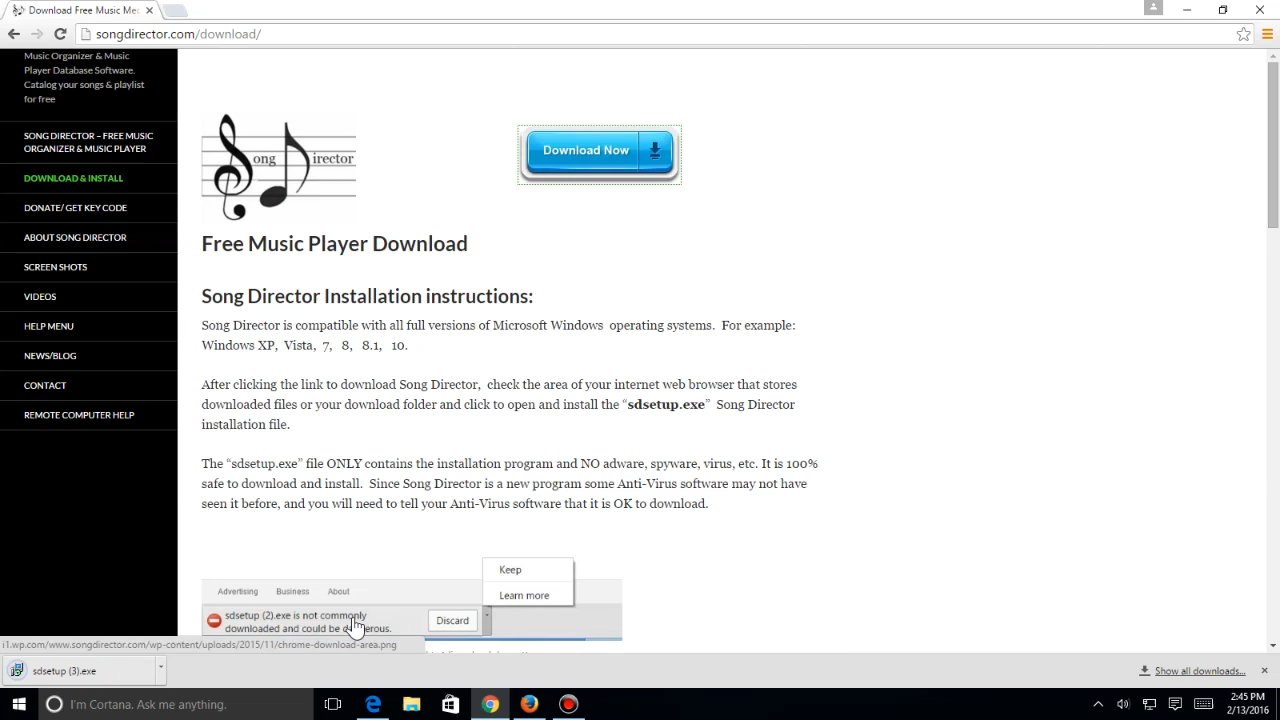 Download Free Music Med
songdirector.com/download/
Music Organizer & Music
Player Database Software.
Catalog your songs & playlist
for free
SONG DIRECTOR – FREE MUSIC
ORGANIZER & MUSIC PLAYER
DOWNLOAD & INSTALL
DONATE/ GET KEY CODE
ABOUT SONG DIRECTOR
SCREEN SHOTS
VIDEOS
HELP MENU
NEWS/BLOG
CONTACT
REMOTE COMPUTER HELP
ong irector
Download Now
Free Music Player Download
Song Director Installation instructions:
Song Director is compatible with all full versions of Microsoft Windows operating systems. For example:
Windows XP, Vista, 7, 8, 8.1, 10.
After clicking the link to download Song Director, check the area of your internet web browser that stores
downloaded files or your download folder and click to open and install the “sdsetup.exe” Song Director
installation file.
The “sdsetup.exe” file ONLY contains the installation program and NO adware, spyware, virus, etc. It is 100%
safe to download and install. Since Song Director is a new program some Anti-Virus software may not have
seen it before, and you will need to tell your Anti-Virus software that it is OK to download.
Keep
Learn more
Advertising Business About
sdsetup (2).exe is not commonly
downloaded and could be dangerous.
Discard
i1.wp.com/www.songdirector.com/wp-content/uploads/2015/11/chrome-download-area.png
sdsetup (3).exe
Show all downloads...
I'm Cortana. Ask me anything.
2:45 PM
2/13/2016